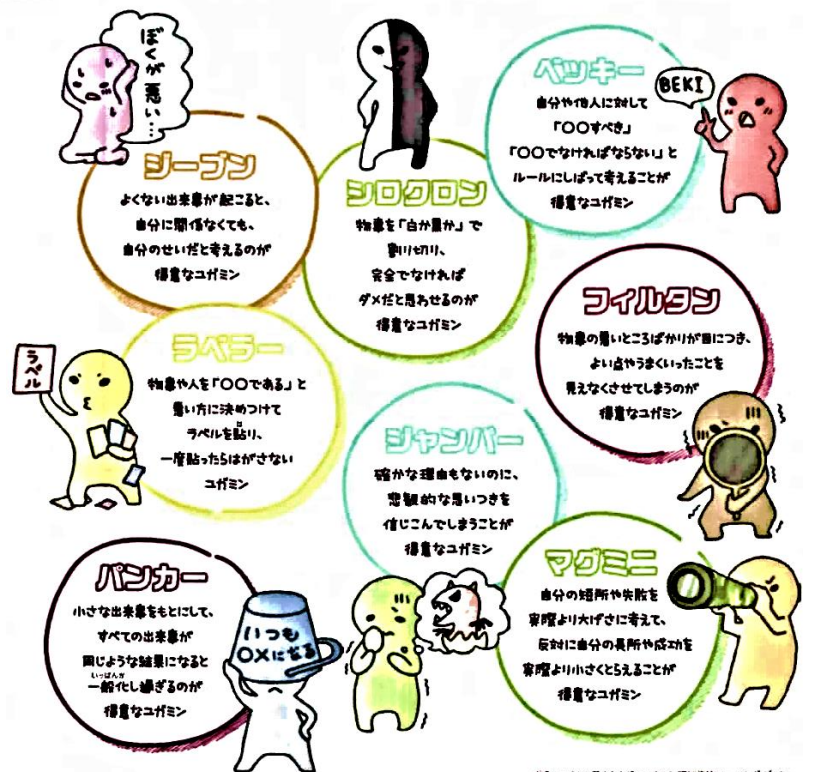 ぼくが悪い…
ジーブン
よくない出来事が起こると、
自分に関係なくても、
自分のせいだと考えるのが
得意なユガミン
シロクロン
物事を「白か黒か」で
割り切り、
完全でなければ
ダメだと思わせるのが
得意なユガミン
ベッキー
BEKI
自分や他人に対して
「○○すべき」
「○○でなければならない」と
ルールにしばって考えることが
得意なユガミン
フィルタン
物事の悪いところばかりが目につき、
よい点やうまくいったことを
見えなくさせてしまうのが
得意なユガミン
ラベラー
ラベル
物事や人を「○○である」と
悪い方に決めつけて
ラベルを貼り、
一度貼ったらはがさない
ユガミン
ジャンバー
確かな理由もないのに、
悲観的な思いつきを
信じこんでしまうことが
得意なユガミン
パンカー
小さな出来事をもとにして、
すべての出来事が
同じような結果になると
いっぱんか
一般化し過ぎるのが
得意なユガミン
いつも
○×になる
マグミニ
自分の短所や失敗を
実際より大げさに考えて、
反対に自分の長所や成功を
実際より小さくとらえることが
得意なユガミン